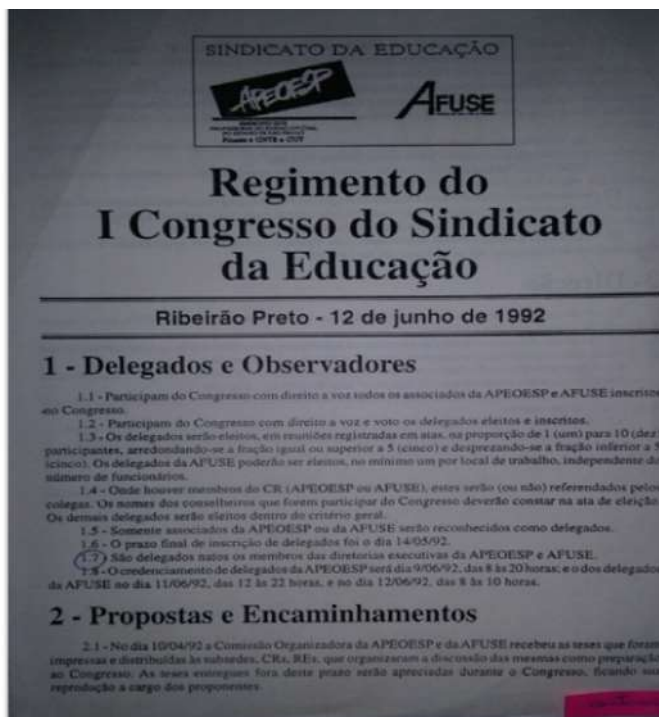 SINDICATO DA EDUCAÇÃO
APEOESP
AFUSE
Filiado à CNTE e CUT
Regimento do
I Congresso do Sindicato
da Educação
Ribeirão Preto - 12 de junho de 1992
1 - Delegados e Observadores
1.1 - Participam do Congresso com direito a voz todos os associados da APEOESP e AFUSE inscritos
no Congresso.
1.2 - Participam do Congresso com direito a voz e voto os delegados eleitos e inscritos.
1.3 - Os delegados serão eleitos, em reuniões registradas em atas, na proporção de 1 (um) para 10 (dez)
participantes, arredondando-se a fração igual ou superior a 5 (cinco) e desprezando-se a fração inferior a 5
(cinco). Os delegados da AFUSE poderão ser eleitos, no mínimo um por local de trabalho, independente do
número de funcionários.
1.4 - Onde houver membros do CR (APEOESP ou AFUSE), estes serão (ou não) referendados pelos
colegas. Os nomes dos conselheiros que forem participar do Congresso deverão constar na ata de eleição.
Os demais delegados serão eleitos dentro do critério geral.
1.5 - Somente associados da APEOESP ou da AFUSE serão reconhecidos como delegados.
1.6 - O prazo final de inscrição de delegados foi o dia 14/05/92.
1.7 - São delegados natos os membros das diretorias executivas da APEOESP e AFUSE.
1.8 - O credenciamento de delegados da APEOESP será dia 9/06/92, das 8 às 20 horas; e o dos delegados
da AFUSE no dia 11/06/92, das 12 às 22 horas, e no dia 12/06/92, das 8 às 10 horas.
2 - Propostas e Encaminhamentos
2.1 - No dia 10/04/92 a Comissão Organizadora da APEOESP e da AFUSE recebeu as teses que foram
impressas e distribuídas às subsedes, CRs, REs, que organizaram a discussão das mesmas como preparação
ao Congresso. As teses entregues fora deste prazo serão apreciadas durante o Congresso, ficando sua
reprodução a cargo dos proponentes.